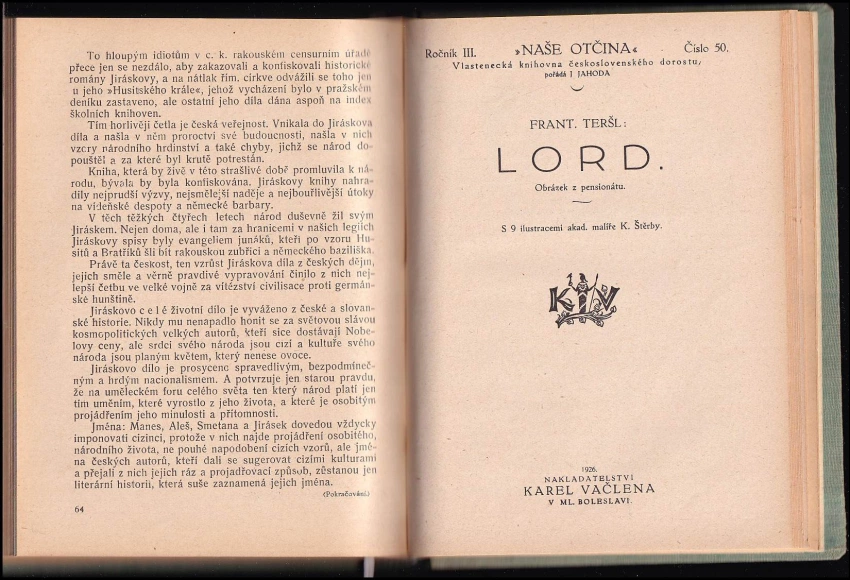 To hloupým idiotům v c. k. rakouském censurním úřadě
přece jen se nezdálo, aby zakazovali a konfiskovali historické
romány Jiráskovy, a na nátlak řím. církve odvážili se toho jen
u jeho »Husitského krále«, jehož vycházení bylo v pražském
deníku zastaveno, ale ostatní jeho díla dána aspoň na index
školních knihoven.
Tím horlivěji četla je česká veřejnost. Vnikala do Jiráskova
díla a našla v něm proroctví své budoucnosti, našla v nich
vzory národního hrdinství a také chyby, jichž se národ do-
pouštěl a za které byl krutě potrestán.
Kniha, která by živě v této strašlivé době promluvila k ná-
rodu, bývala by byla konfiskována. Jiráskovy knihy nahra-
dily nejprudší výzvy, nejsmělejší naděje a nejbouřlivější útoky
na vídeňské despoty a německé barbary.
V těch těžkých čtyřech letech národ duševně žil svým
Jiráskem. Nejen doma, ale i tam za hranicemi v našich legiích
Jiráskovy spisy byly evangeliem junáků, kteří po vzoru Hu-
sitů a Bratříků šli bít rakouskou zubřici a německého baziliška.
Právě ta českost, ten vzrůst Jiráskova díla z českých dějin,
jejich směle a věrně pravdivé vypravování činilo z nich nej-
lepší četbu ve velké vojně za vítězství civilisace proti germán-
ské hunštině.
Jiráskovo celé životní dílo je vyváženo z české a slovan-
ské historie. Nikdy mu nenapadlo honit se za světovou slávou
kosmopolitických velkých autorů, kteří sice dostávají Nobe-
lovy ceny, ale srdci svého národa jsou cizí a kultuře svého
národa jsou planým květem, který nenese ovoce.
Jiráskovo dílo je prosyceno spravedlivým, bezpodmíneč-
ným a hrdým nacionalismem. A potvrzuje jen starou pravdu,
že na uměleckém foru celého světa ten který národ platí jen
tím uměním, které vyrostlo z jeho života, a které je osobitým
projádřením jeho minulosti a přítomnosti.
Jména: Manes, Aleš, Smetana a Jirásek dovedou vždycky
imponovati cizinci, protože v nich najde projádření osobitého,
národního života, ne pouhé napodobení cizích vzorů, ale jmé-
na českých autorů, kteří dali se sugerovat cizími kulturami
a přejali z nich jejich ráz a projadřovací způsob, zůstanou jen
literární historii, která suše zaznamená jejich jména.
(Pokračování.)
64
Ročník III. »NAŠE OTČINA« Číslo 50.
Vlastenecká knihovna československého dorostu,
pořádá J JAHODA
FRANT. TERŠL:
LORD.
Obrázek z pensionátu.
S 9 ilustracemi akad. malíře K. Štěrby.
K V
1926.
NAKLADATELSTVÍ
KAREL VAČLENA
V ML. BOLESLAVI.